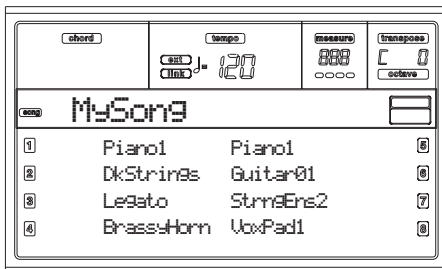 chord tempo measure transpose
ext link ♩= 120 888 C 0
octave
song MySong
1 Piano1 Piano1 5
2 DkStrings Guitar01 6
3 Legato StrngEns2 7
4 BrassyHorn VoxPad1 8